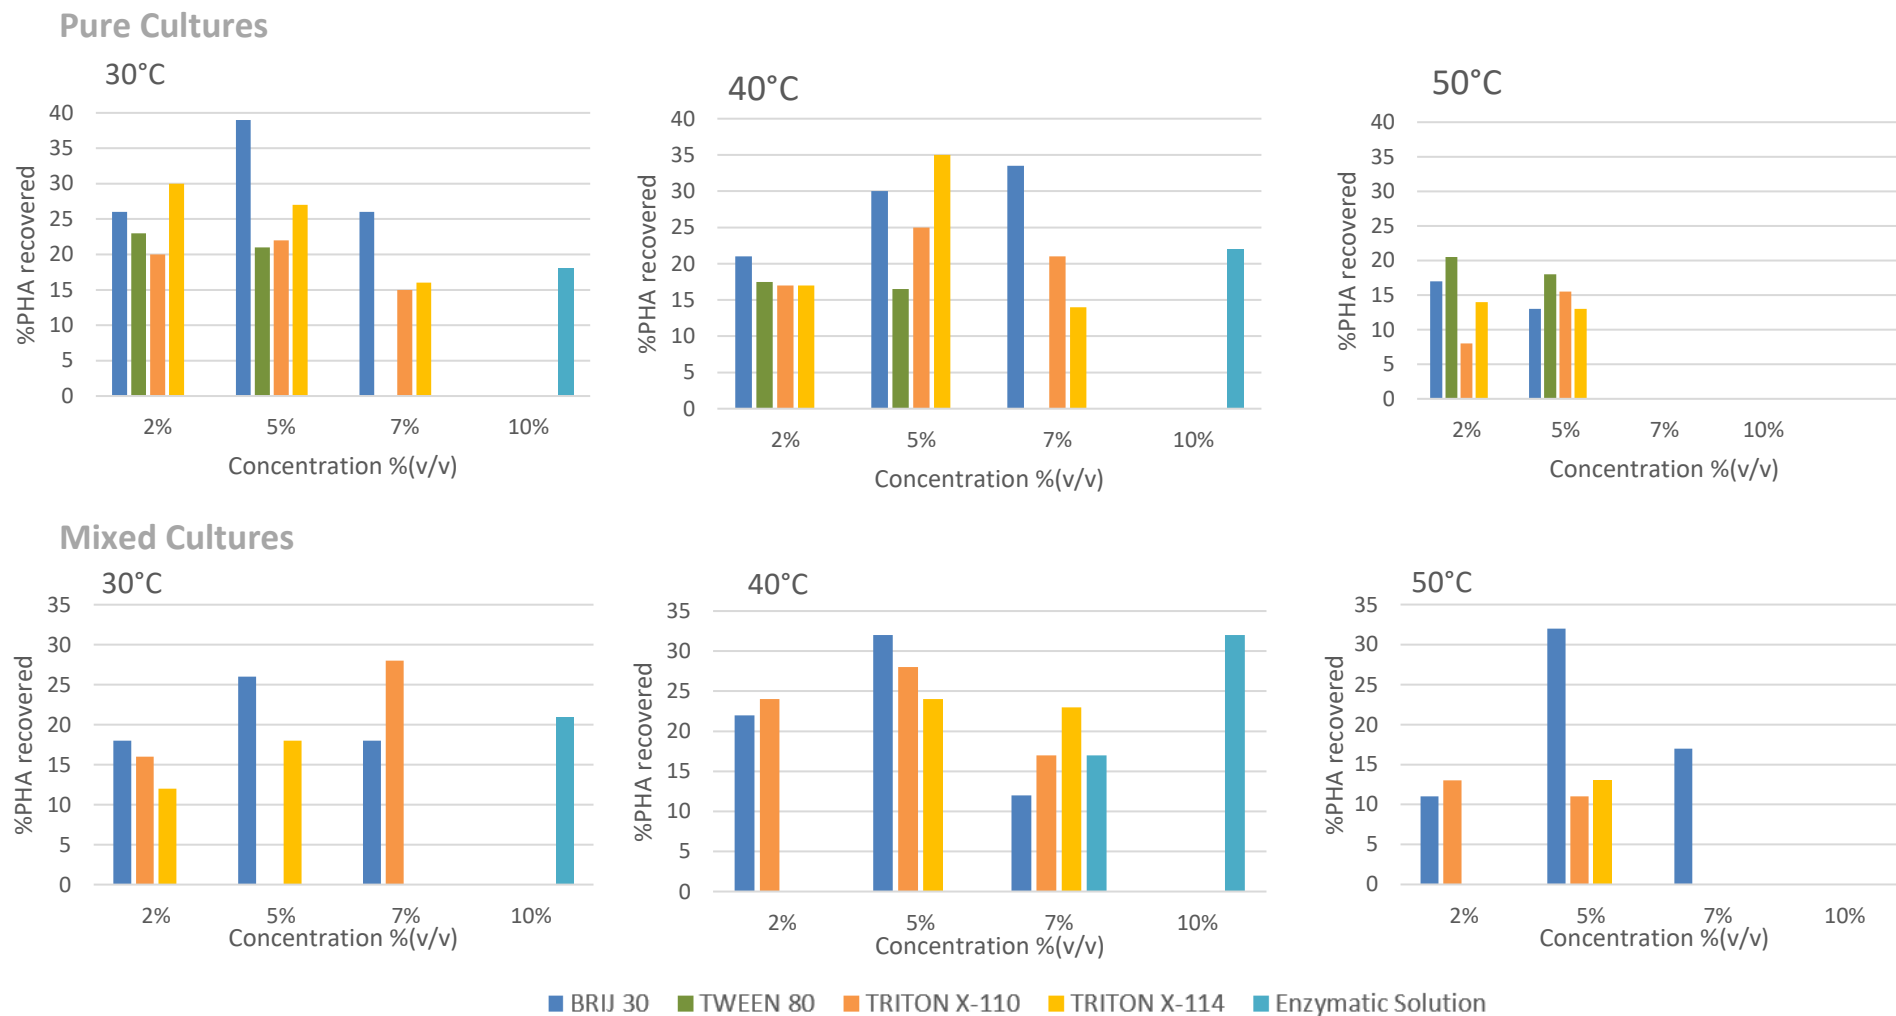 Pure Cultures
30°C
40
35
30
25
20
15
10
5
0
%PHA recovered
2% 5% 7% 10%
Concentration %(v/v)
40°C
40
35
30
25
20
15
10
5
0
%PHA recovered
2% 5% 7% 10%
Concentration %(v/v)
50°C
40
35
30
25
20
15
10
5
0
%PHA recovered
2% 5% 7% 10%
Concentration %(v/v)
Mixed Cultures
30°C
35
30
25
20
15
10
5
0
%PHA recovered
2% 5% 7% 10%
Concentration %(v/v)
40°C
35
30
25
20
15
10
5
0
%PHA recovered
2% 5% 7% 10%
Concentration %(v/v)
50°C
35
30
25
20
15
10
5
0
%PHA recovered
2% 5% 7% 10%
Concentration %(v/v)
BRIJ 30 TWEEN 80 TRITON X-110 TRITON X-114 Enzymatic Solution